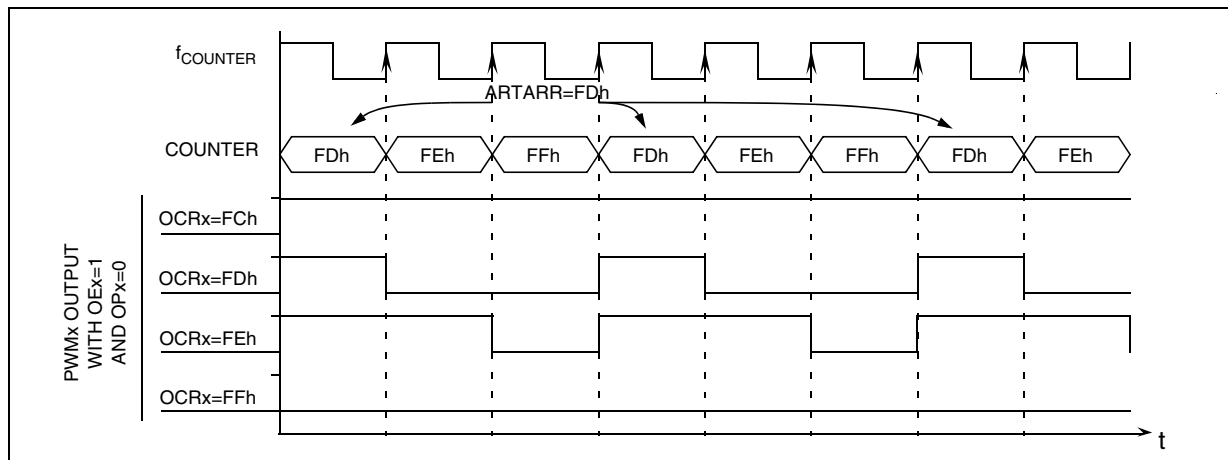 fCOUNTER
ARTARR=FDh
COUNTER
FDh FEh FFh FDh FEh FFh FDh FEh
PWMx OUTPUT
WITH OEx=1
AND OPx=0
OCRx=FCh
OCRx=FDh
OCRx=FEh
OCRx=FFh
t